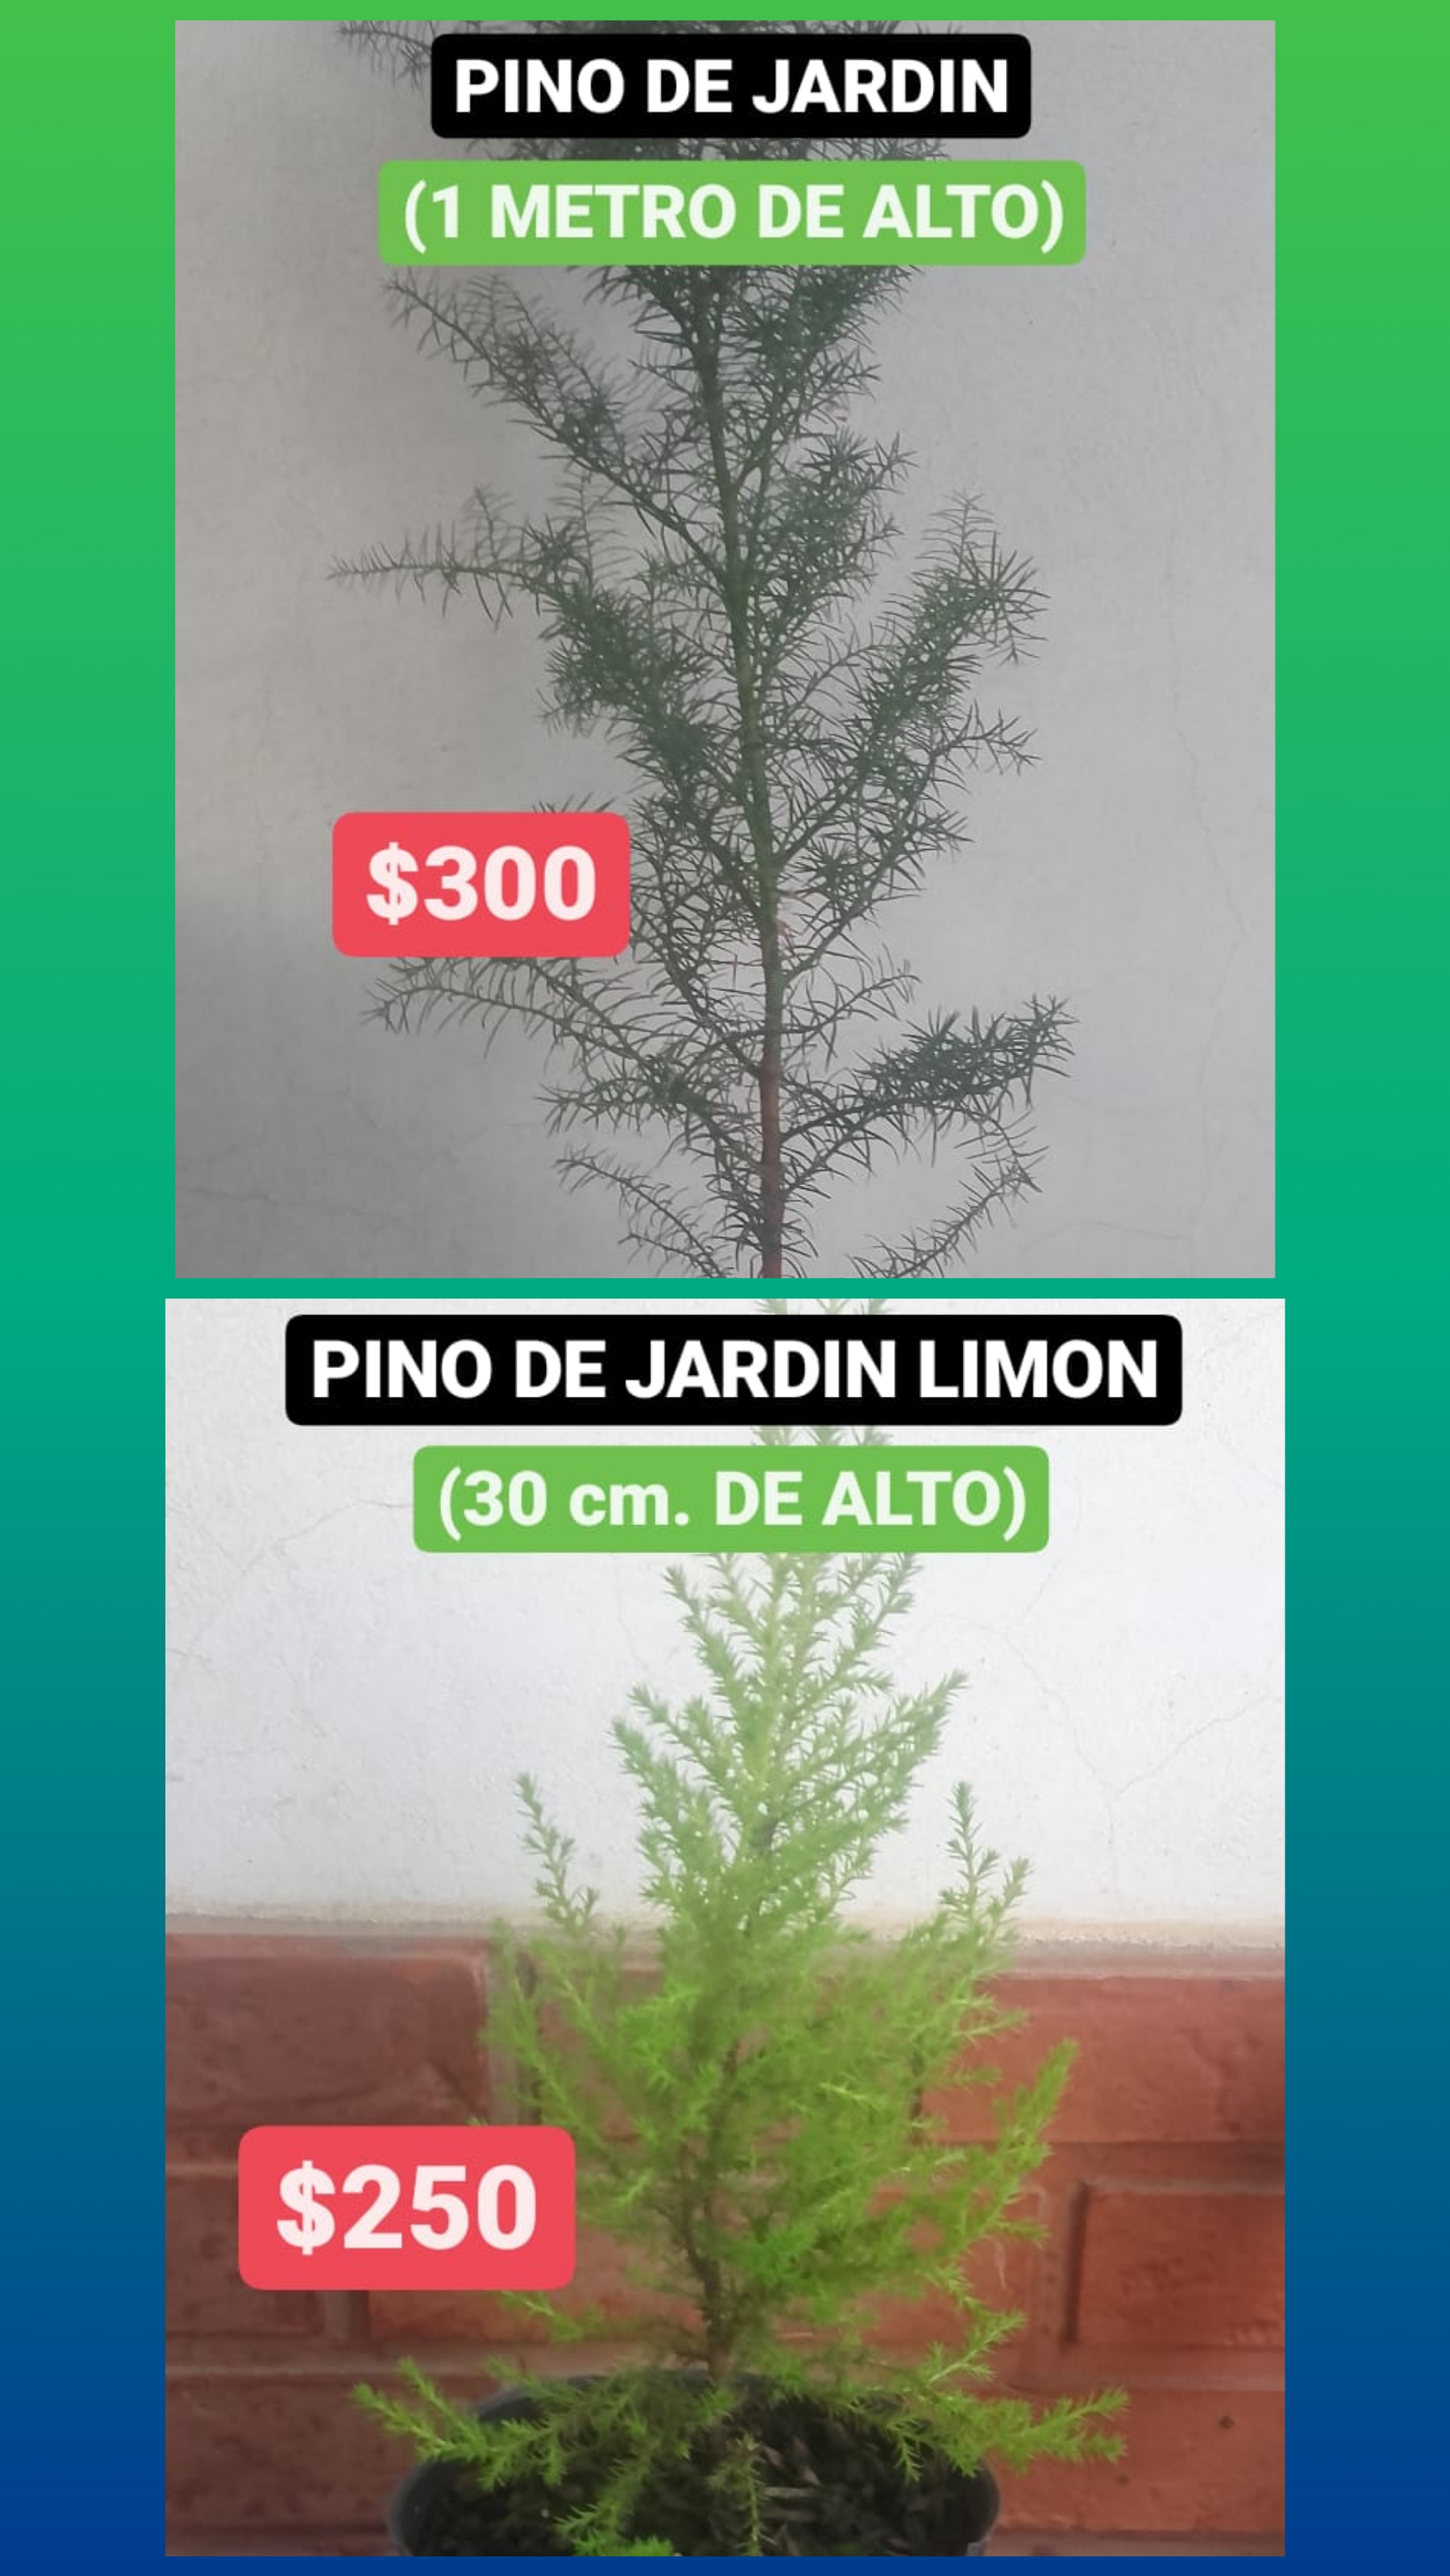 PINO DE JARDIN
(1 METRO DE ALTO)
$300
PINO DE JARDIN LIMON
(30 cm. DE ALTO)
$250